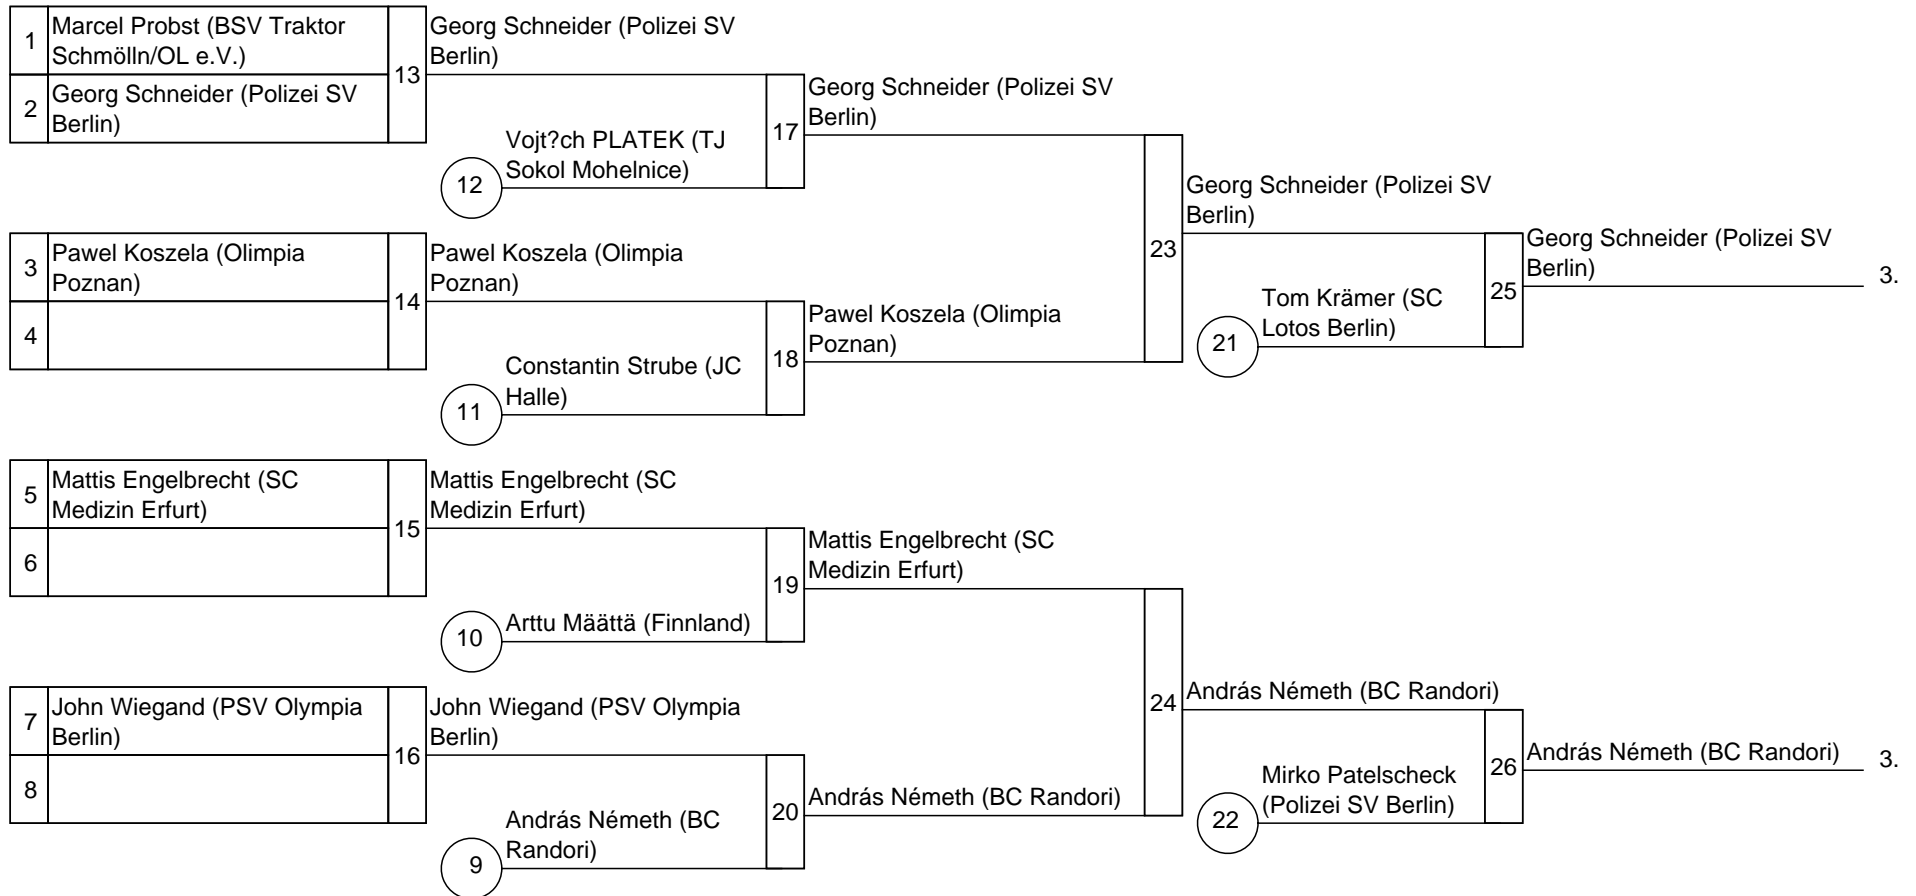 1
Marcel Probst (BSV Traktor
Schmölln/OL e.V.)
2
Georg Schneider (Polizei SV
Berlin)
13
Georg Schneider (Polizei SV
Berlin)
12
Vojt?ch PLATEK (TJ
Sokol Mohelnice)
17
Georg Schneider (Polizei SV
Berlin)
3
Pawel Koszela (Olimpia
Poznan)
4
14
Pawel Koszela (Olimpia
Poznan)
11
Constantin Strube (JC
Halle)
18
Pawel Koszela (Olimpia
Poznan)
23
Georg Schneider (Polizei SV
Berlin)
21
Tom Krämer (SC
Lotos Berlin)
25
Georg Schneider (Polizei SV
Berlin)
3.
5
Mattis Engelbrecht (SC
Medizin Erfurt)
6
15
Mattis Engelbrecht (SC
Medizin Erfurt)
10
Arttu Määttä (Finnland)
19
Mattis Engelbrecht (SC
Medizin Erfurt)
7
John Wiegand (PSV Olympia
Berlin)
8
16
John Wiegand (PSV Olympia
Berlin)
9
András Németh (BC
Randori)
20
András Németh (BC Randori)
24
András Németh (BC Randori)
22
Mirko Patelscheck
(Polizei SV Berlin)
26
András Németh (BC Randori)
3.